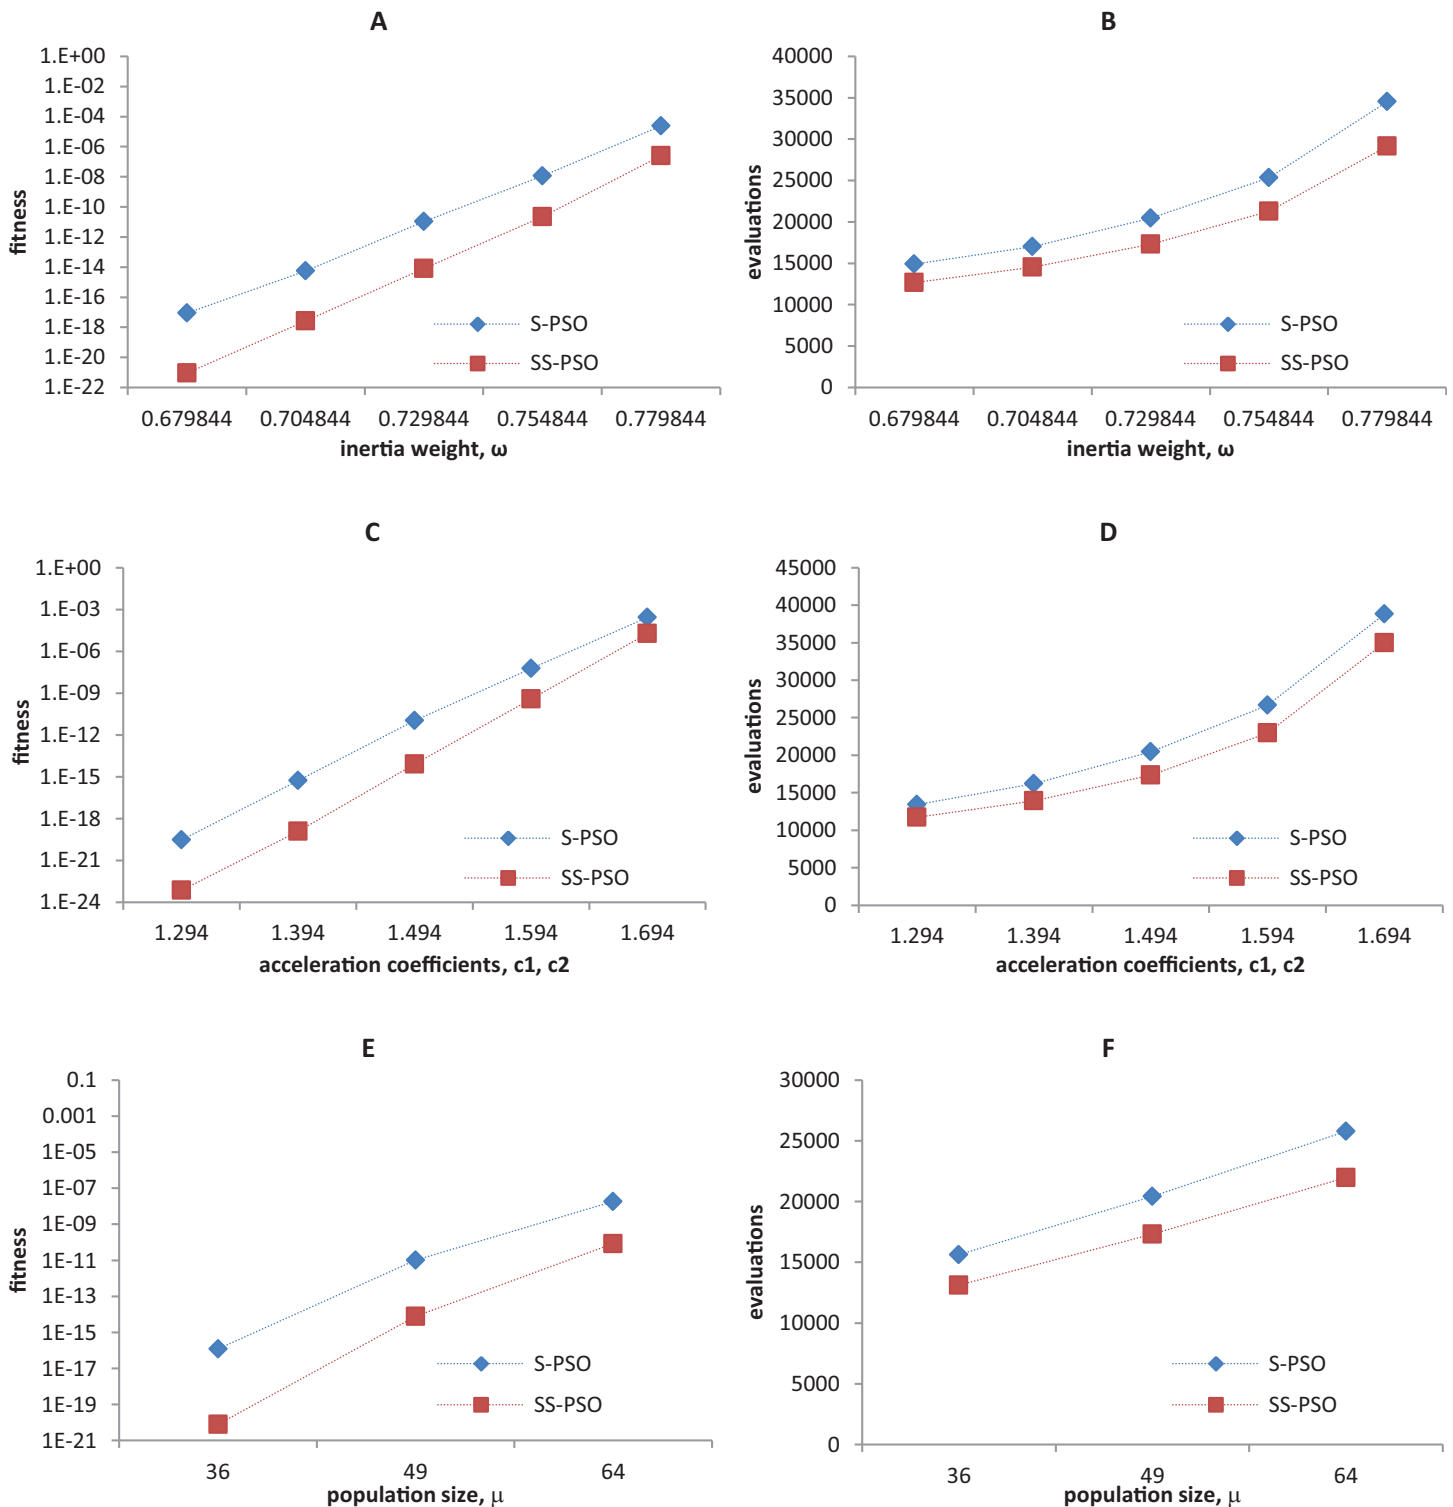 A
1.E+00
1.E-02
1.E-04
1.E-06
1.E-08
1.E-10
1.E-12
1.E-14
1.E-16
1.E-18
1.E-20
1.E-22
fitness
S-PSO
SS-PSO
0.679844 0.704844 0.729844 0.754844 0.779844
inertia weight, ω
B
40000
35000
30000
25000
20000
15000
10000
5000
0
evaluations
S-PSO
SS-PSO
0.679844 0.704844 0.729844 0.754844 0.779844
inertia weight, ω
C
1.E+00
1.E-03
1.E-06
1.E-09
1.E-12
1.E-15
1.E-18
1.E-21
1.E-24
fitness
S-PSO
SS-PSO
1.294 1.394 1.494 1.594 1.694
acceleration coefficients, c1, c2
D
45000
40000
35000
30000
25000
20000
15000
10000
5000
0
evaluations
S-PSO
SS-PSO
1.294 1.394 1.494 1.594 1.694
acceleration coefficients, c1, c2
E
0.1
0.001
1E-05
1E-07
1E-09
1E-11
1E-13
1E-15
1E-17
1E-19
1E-21
fitness
S-PSO
SS-PSO
36 49 64
population size, μ
F
30000
25000
20000
15000
10000
5000
0
evaluations
S-PSO
SS-PSO
36 49 64
population size, μ